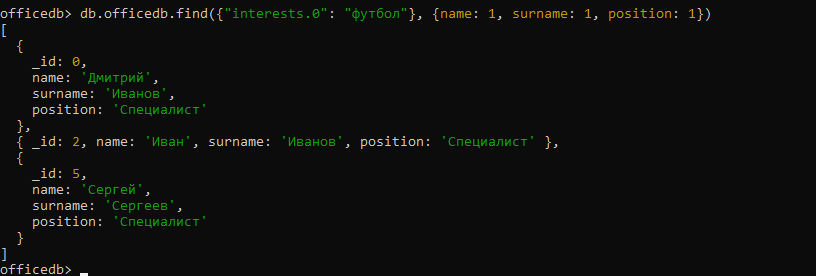 officedb> db.officedb.find({"interests.0": "футбол"}, {name: 1, surname: 1, position: 1})
[
  {
    _id: 0,
    name: 'Дмитрий',
    surname: 'Иванов',
    position: 'Специалист'
  },
  { _id: 2, name: 'Иван', surname: 'Иванов', position: 'Специалист' },
  {
    _id: 5,
    name: 'Сергей',
    surname: 'Сергеев',
    position: 'Специалист'
  }
]
officedb>